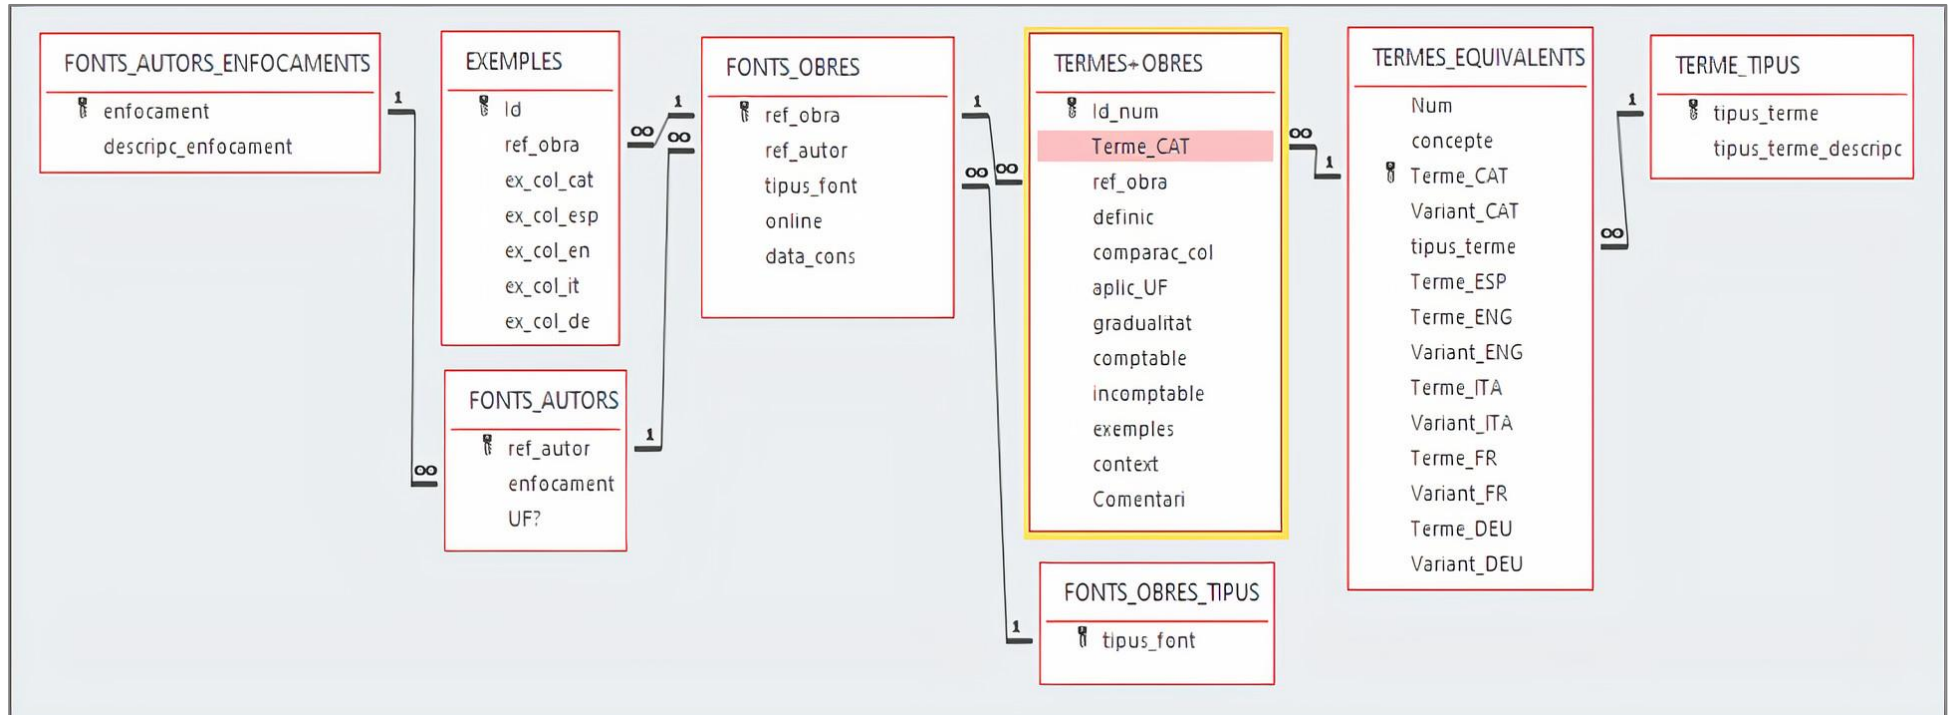 FONTS_AUTORS_ENFOCAMENTS
enfocament
descripc_enfocament
1
∞
EXEMPLES
Id
ref_obra
ex_col_cat
ex_col_esp
ex_col_en
ex_col_it
ex_col_de
∞
1
∞
FONTS_AUTORS
ref_autor
enfocament
UF?
1
FONTS_OBRES
ref_obra
ref_autor
tipus_font
online
data_cons
1
∞
∞
TERMES+OBRES
Id_num
Terme_CAT
ref_obra
definic
comparac_col
aplic_UF
gradualitat
comptable
incomptable
exemples
context
Comentari
∞
1
FONTS_OBRES_TIPUS
tipus_font
1
TERMES_EQUIVALENTS
Num
concepte
Terme_CAT
Variant_CAT
tipus_terme
Terme_ESP
Terme_ENG
Variant_ENG
Terme_ITA
Variant_ITA
Terme_FR
Variant_FR
Terme_DEU
Variant_DEU
1
∞
TERME_TIPUS
tipus_terme
tipus_terme_descripc